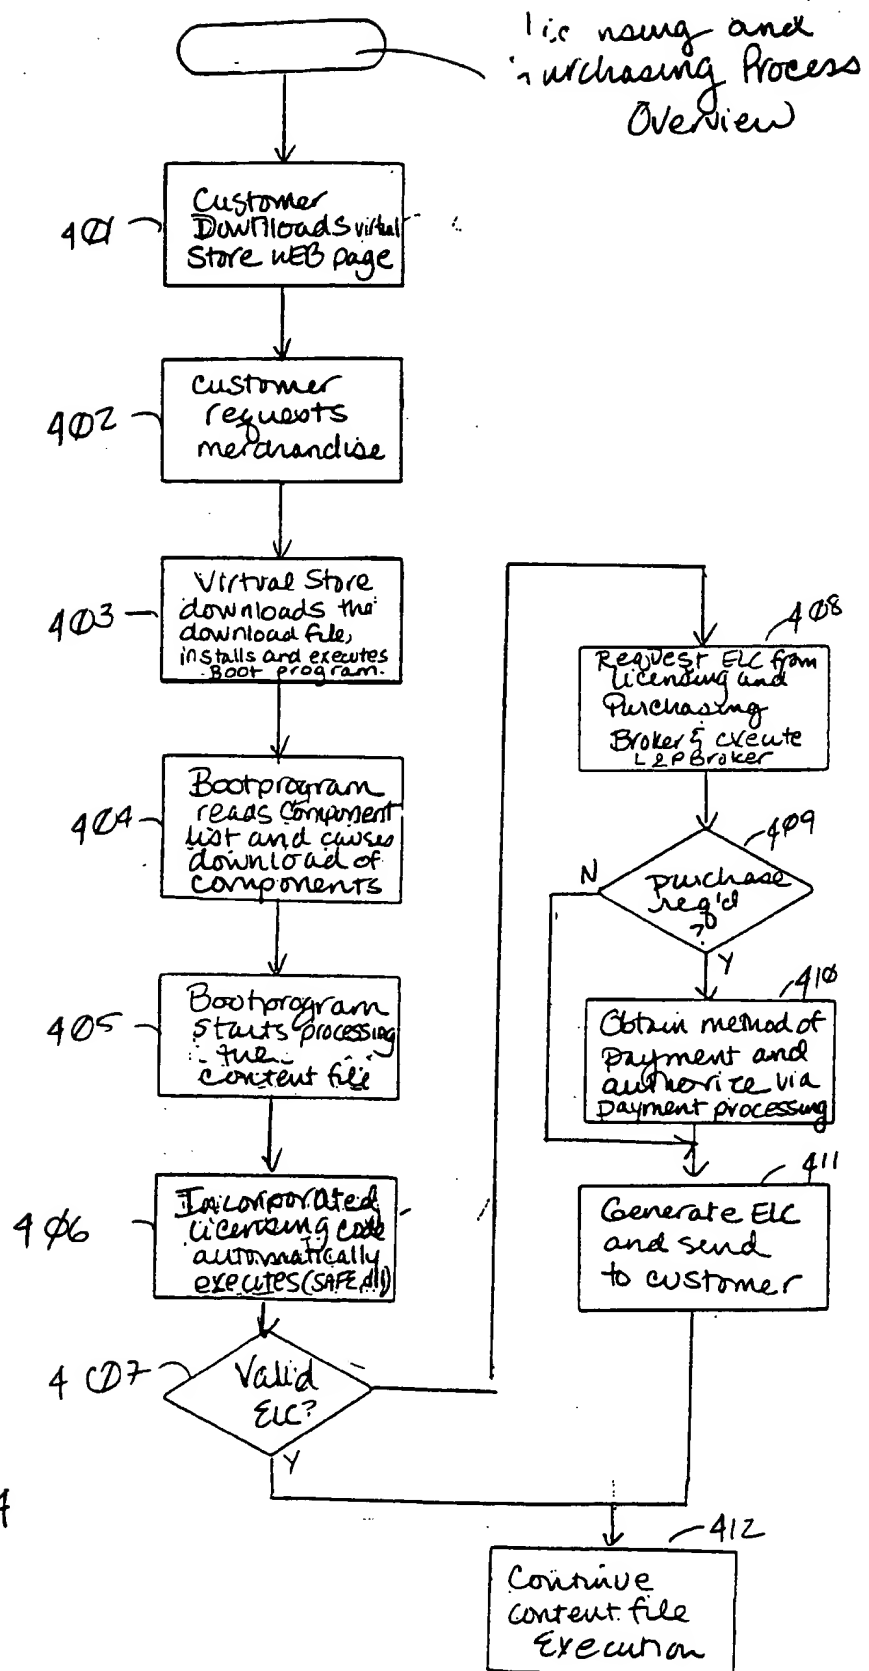 nsing and
Purchasing Process
Overview
401
Customer
Downloads virtual
Store WEB page
402
Customer
requests
merchandise
403
Virtual Store
downloads the
download file,
installs and executes
Boot program.
404
Bootprogram
reads component
list and causes
download of
components
405
Bootprogram
starts processing
the
content file
406
Incorporated
licensing code
automatically
executes (SAFE.dll)
407
Valid
ELC?
Y
408
Request ELC from
Licensing and
Purchasing
Broker & execute
L&P Broker
409
N
purchase
req'd
?
Y
410
Obtain method of
payment and
authorize via
payment processing
411
Generate ELC
and send
to customer
4
412
Continue
content file
Execution